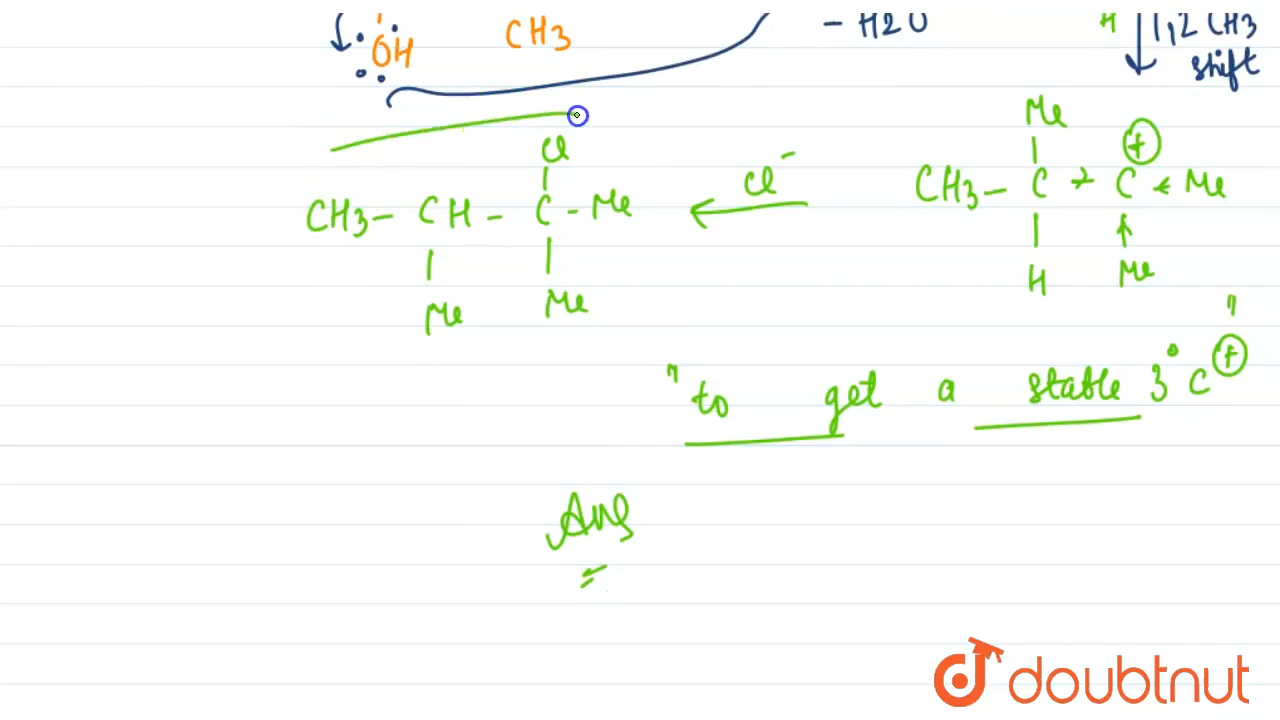 OH CH3 - H2O H 1,2 CH3
shift
Cl Me +
CH3 - CH - C - Me Cl- CH3 - C C Me
Me Me H Me
"to get a stable 3° C+ "
Ans
doubtnut